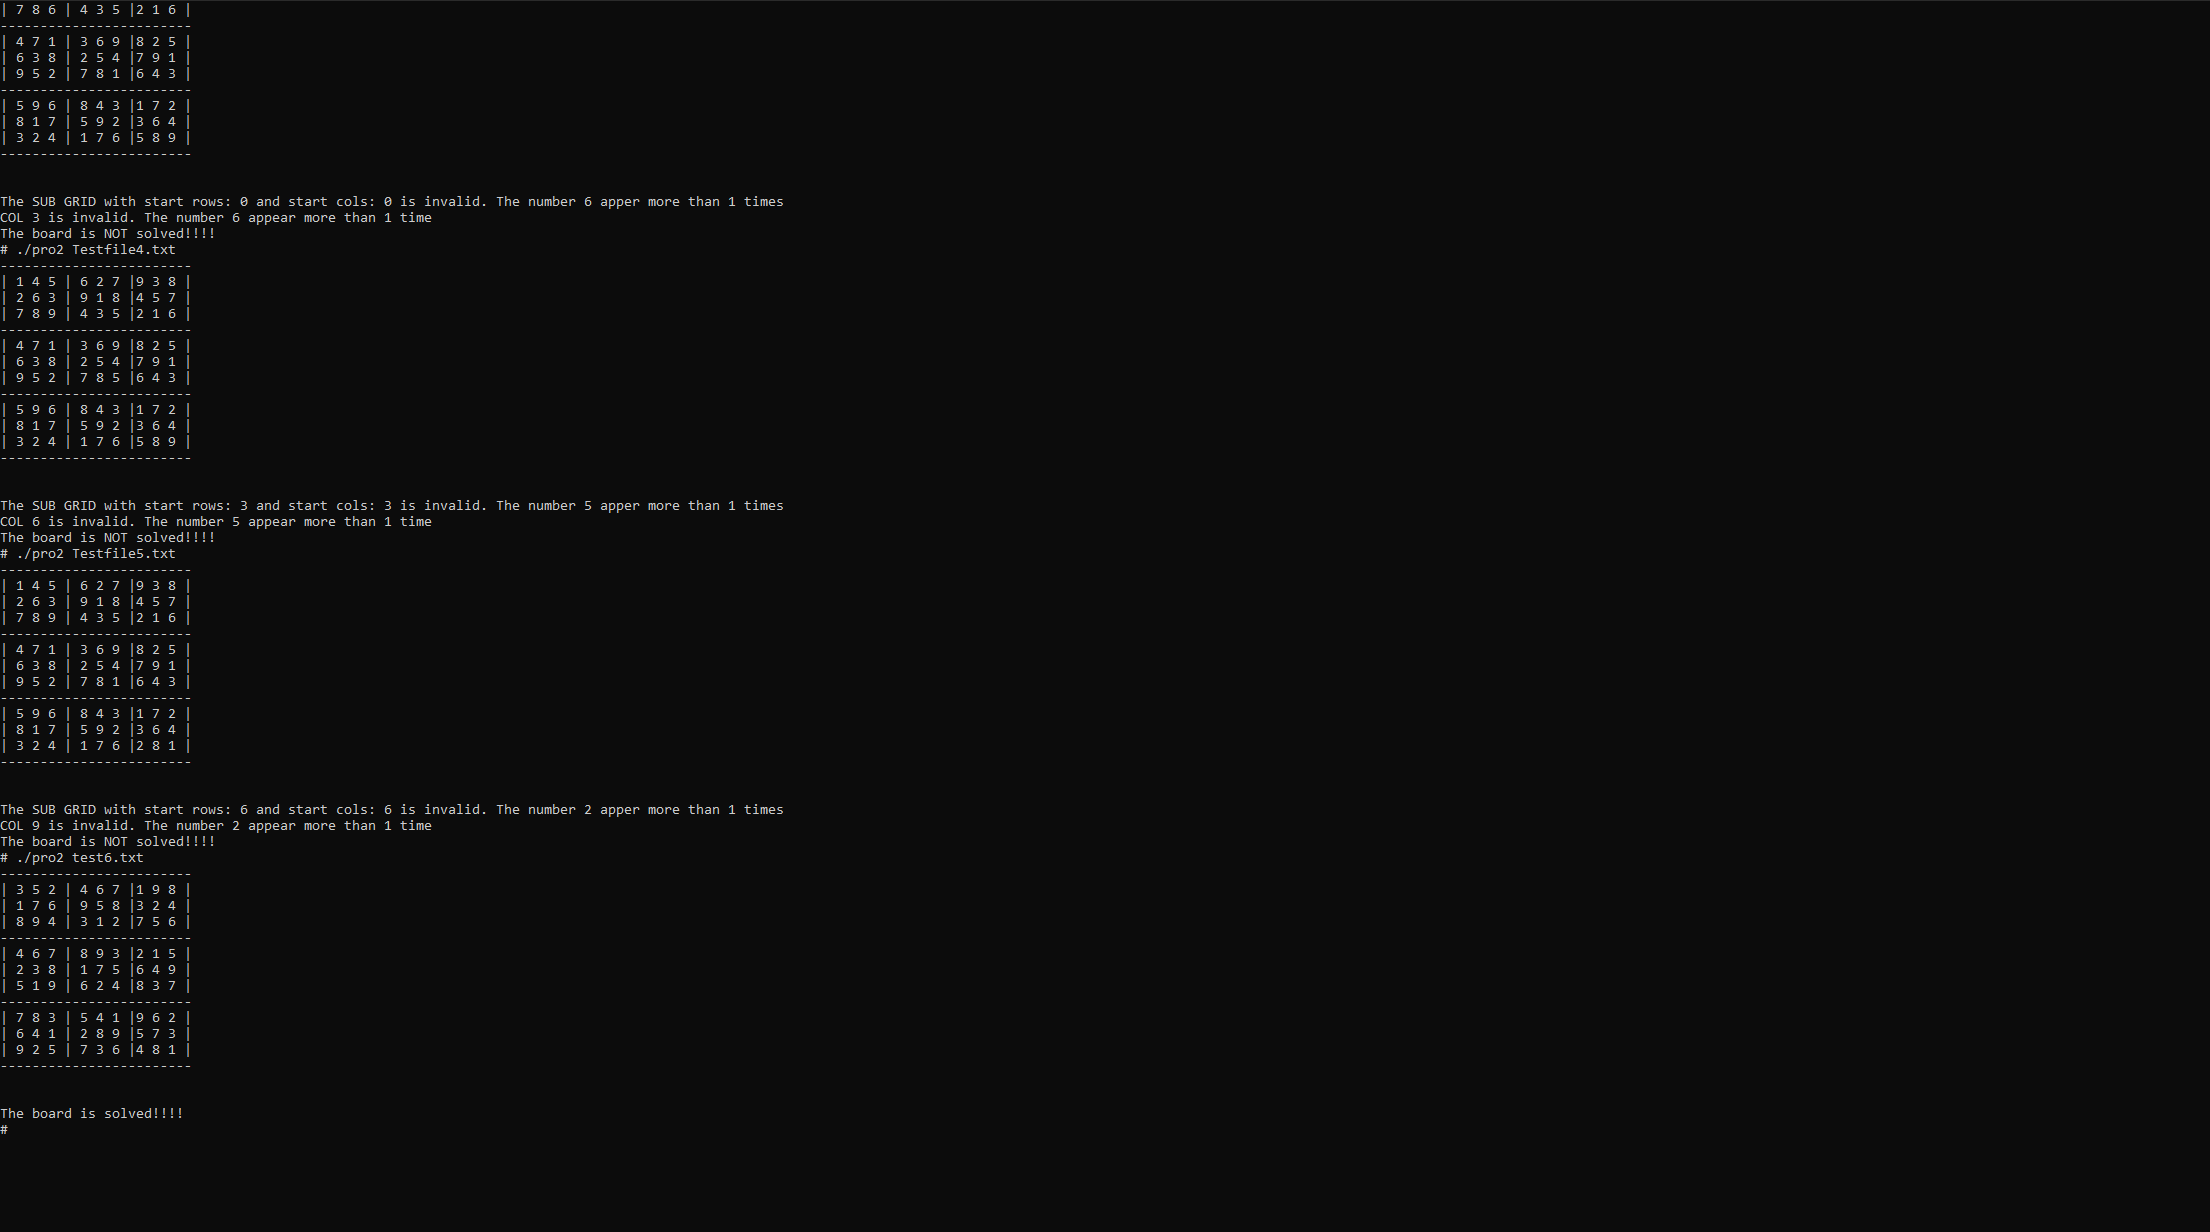 | 7 8 6 | 4 3 5 |2 1 6 |
------------------------
| 4 7 1 | 3 6 9 |8 2 5 |
| 6 3 8 | 2 5 4 |7 9 1 |
| 9 5 2 | 7 8 1 |6 4 3 |
------------------------
| 5 9 6 | 8 4 3 |1 7 2 |
| 8 1 7 | 5 9 2 |3 6 4 |
| 3 2 4 | 1 7 6 |5 8 9 |
------------------------
The SUB GRID with start rows: 0 and start cols: 0 is invalid. The number 6 apper more than 1 times
COL 3 is invalid. The number 6 appear more than 1 time
The board is NOT solved!!!!
# ./pro2 Testfile4.txt
------------------------
| 1 4 5 | 6 2 7 |9 3 8 |
| 2 6 3 | 9 1 8 |4 5 7 |
| 7 8 9 | 4 3 5 |2 1 6 |
------------------------
| 4 7 1 | 3 6 9 |8 2 5 |
| 6 3 8 | 2 5 4 |7 9 1 |
| 9 5 2 | 7 8 5 |6 4 3 |
------------------------
| 5 9 6 | 8 4 3 |1 7 2 |
| 8 1 7 | 5 9 2 |3 6 4 |
| 3 2 4 | 1 7 6 |5 8 9 |
------------------------
The SUB GRID with start rows: 3 and start cols: 3 is invalid. The number 5 apper more than 1 times
COL 6 is invalid. The number 5 appear more than 1 time
The board is NOT solved!!!!
# ./pro2 Testfile5.txt
------------------------
| 1 4 5 | 6 2 7 |9 3 8 |
| 2 6 3 | 9 1 8 |4 5 7 |
| 7 8 9 | 4 3 5 |2 1 6 |
------------------------
| 4 7 1 | 3 6 9 |8 2 5 |
| 6 3 8 | 2 5 4 |7 9 1 |
| 9 5 2 | 7 8 1 |6 4 3 |
------------------------
| 5 9 6 | 8 4 3 |1 7 2 |
| 8 1 7 | 5 9 2 |3 6 4 |
| 3 2 4 | 1 7 6 |2 8 1 |
------------------------
The SUB GRID with start rows: 6 and start cols: 6 is invalid. The number 2 apper more than 1 times
COL 9 is invalid. The number 2 appear more than 1 time
The board is NOT solved!!!!
# ./pro2 test6.txt
------------------------
| 3 5 2 | 4 6 7 |1 9 8 |
| 1 7 6 | 9 5 8 |3 2 4 |
| 8 9 4 | 3 1 2 |7 5 6 |
------------------------
| 4 6 7 | 8 9 3 |2 1 5 |
| 2 3 8 | 1 7 5 |6 4 9 |
| 5 1 9 | 6 2 4 |8 3 7 |
------------------------
| 7 8 3 | 5 4 1 |9 6 2 |
| 6 4 1 | 2 8 9 |5 7 3 |
| 9 2 5 | 7 3 6 |4 8 1 |
------------------------
The board is solved!!!!
#